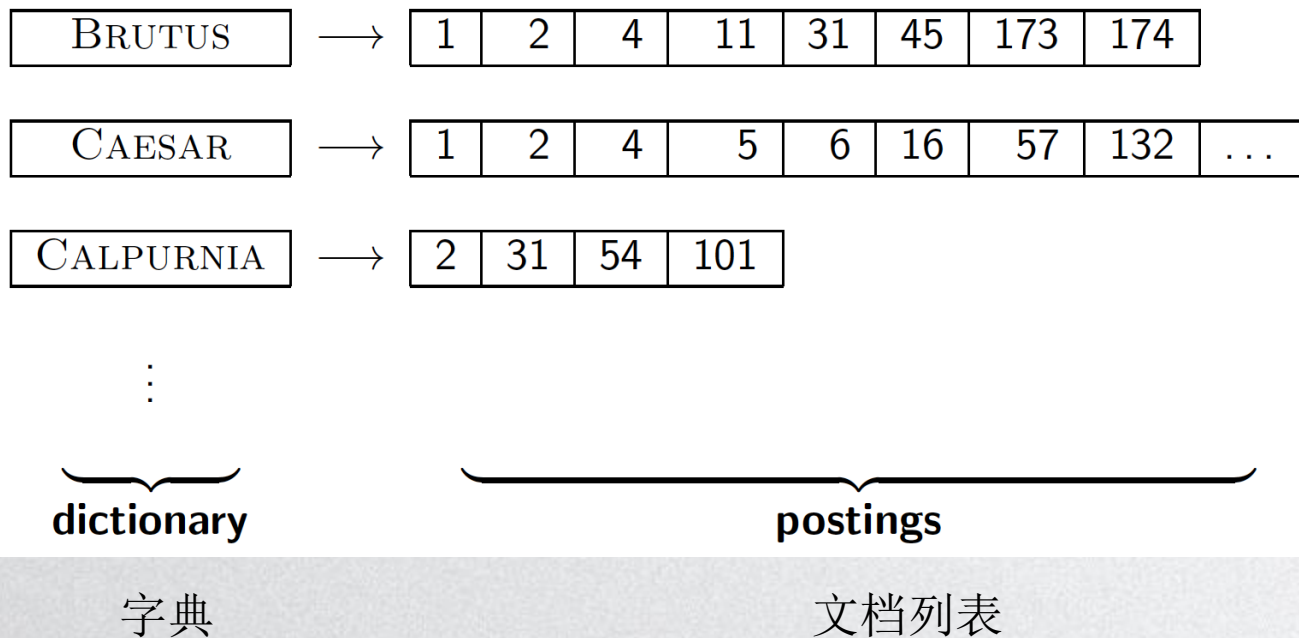 BRUTUS → 1 2 4 11 31 45 173 174
CAESAR → 1 2 4 5 6 16 57 132 ...
CALPURNIA → 2 31 54 101
⋮
dictionary postings
字典 文档列表